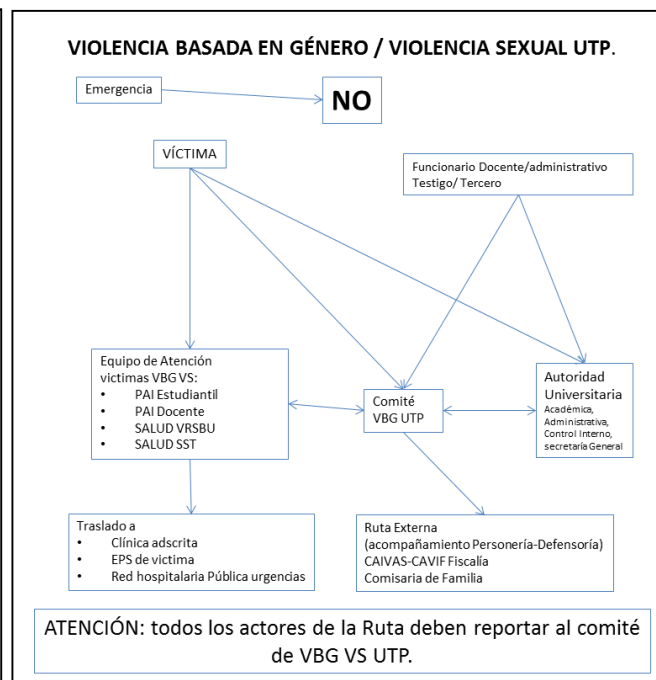 VIOLENCIA BASADA EN GÉNERO / VIOLENCIA SEXUAL UTP.
Emergencia
NO
VÍCTIMA
Funcionario Docente/administrativo
Testigo/ Tercero
Equipo de Atención
victimas VBG VS:
• PAI Estudiantil
• PAI Docente
• SALUD VRSBU
• SALUD SST
Comité
VBG UTP
Autoridad
Universitaria
Académica,
Administrativa,
Control Interno,
secretaría General
Traslado a
• Clínica adscrita
• EPS de victima
• Red hospitalaria Pública urgencias
Ruta Externa
(acompañamiento Personería-Defensoría)
CAIVAS-CAVIF Fiscalía
Comisaria de Familia
ATENCIÓN: todos los actores de la Ruta deben reportar al comité
de VBG VS UTP.